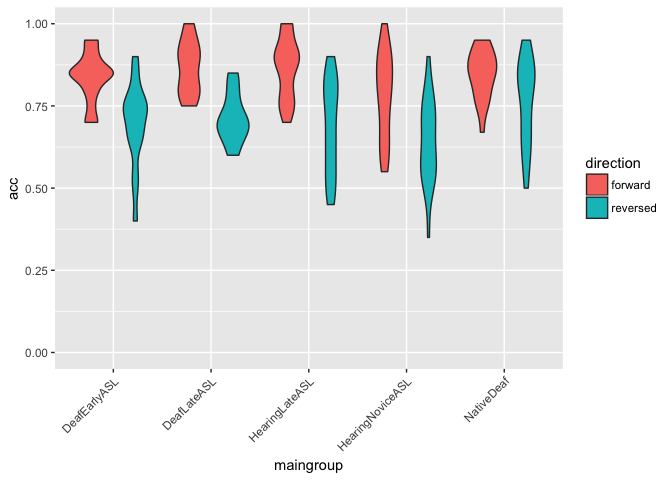 1.00
0.75
0.50
0.25
0.00
acc
DeafEarlyASL
DeafLateASL
HearingLateASL
HearingNoviceASL
NativeDeaf
maingroup
direction
forward
reversed